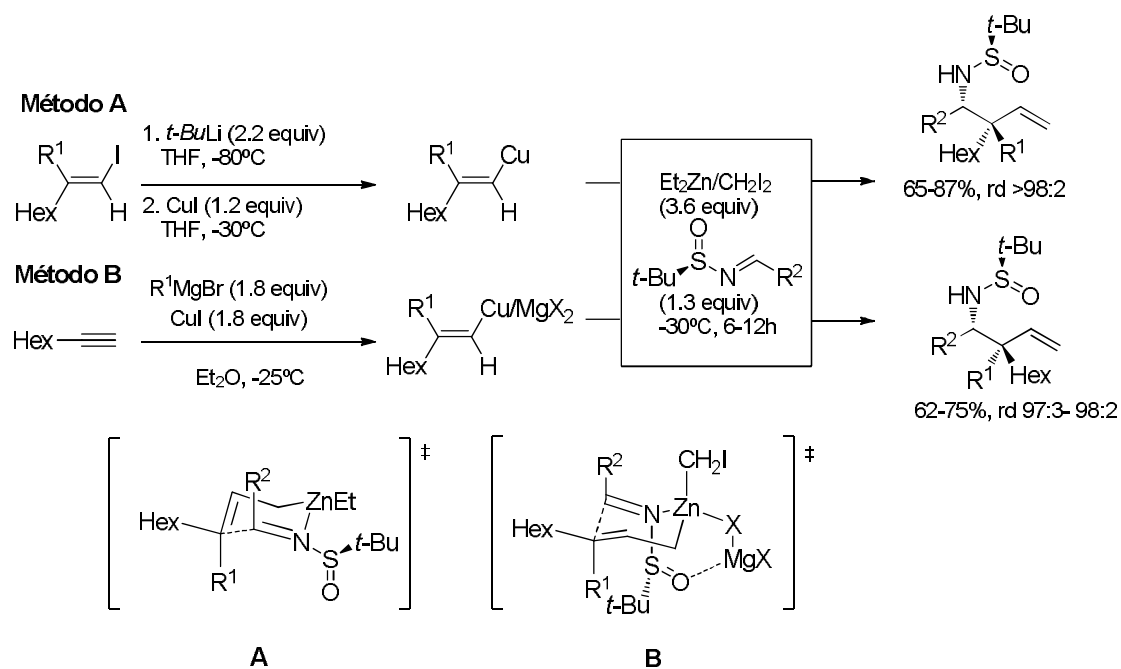 Método A
R¹
I
Hex
H
1. t-BuLi (2.2 equiv)
THF, -80ºC
2. CuI (1.2 equiv)
THF, -30ºC
R¹
Cu
Hex
H
Et₂Zn/CH₂I₂
(3.6 equiv)
O
S
t-Bu
N
R²
(1.3 equiv)
-30ºC, 6-12h
t-Bu
HN
S
O
R²
Hex
R¹
65-87%, rd >98:2
Método B
Hex
R¹MgBr (1.8 equiv)
CuI (1.8 equiv)
Et₂O, -25ºC
R¹
Cu/MgX₂
Hex
H
t-Bu
HN
S
O
R²
R¹
Hex
62-75%, rd 97:3- 98:2
‡
R²
ZnEt
Hex
N
t-Bu
S
R¹
O
A
‡
R²
CH₂I
N
Zn
X
Hex
MgX
S
O
R¹
t-Bu
B